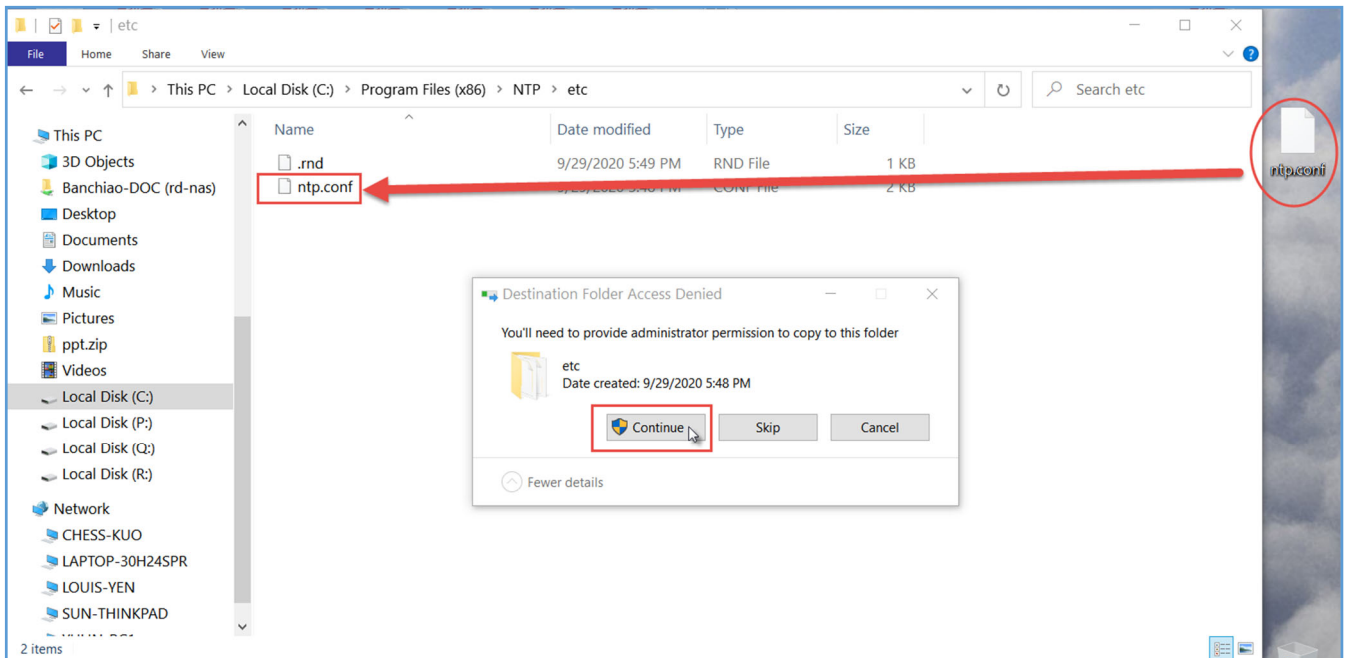 etc
File Home Share View
This PC > Local Disk (C:) > Program Files (x86) > NTP > etc
Search etc
Name Date modified Type Size
This PC
3D Objects
Banchiao-DOC (rd-nas)
Desktop
Documents
Downloads
Music
Pictures
ppt.zip
Videos
Local Disk (C:)
Local Disk (P:)
Local Disk (Q:)
Local Disk (R:)
Network
CHESS-KUO
LAPTOP-30H24SPR
LOUIS-YEN
SUN-THINKPAD
.rnd 9/29/2020 5:49 PM RND File 1 KB
ntp.conf CONF File 2 KB
ntp.conf
Destination Folder Access Denied
You'll need to provide administrator permission to copy to this folder
etc
Date created: 9/29/2020 5:48 PM
Continue Skip Cancel
Fewer details
2 items